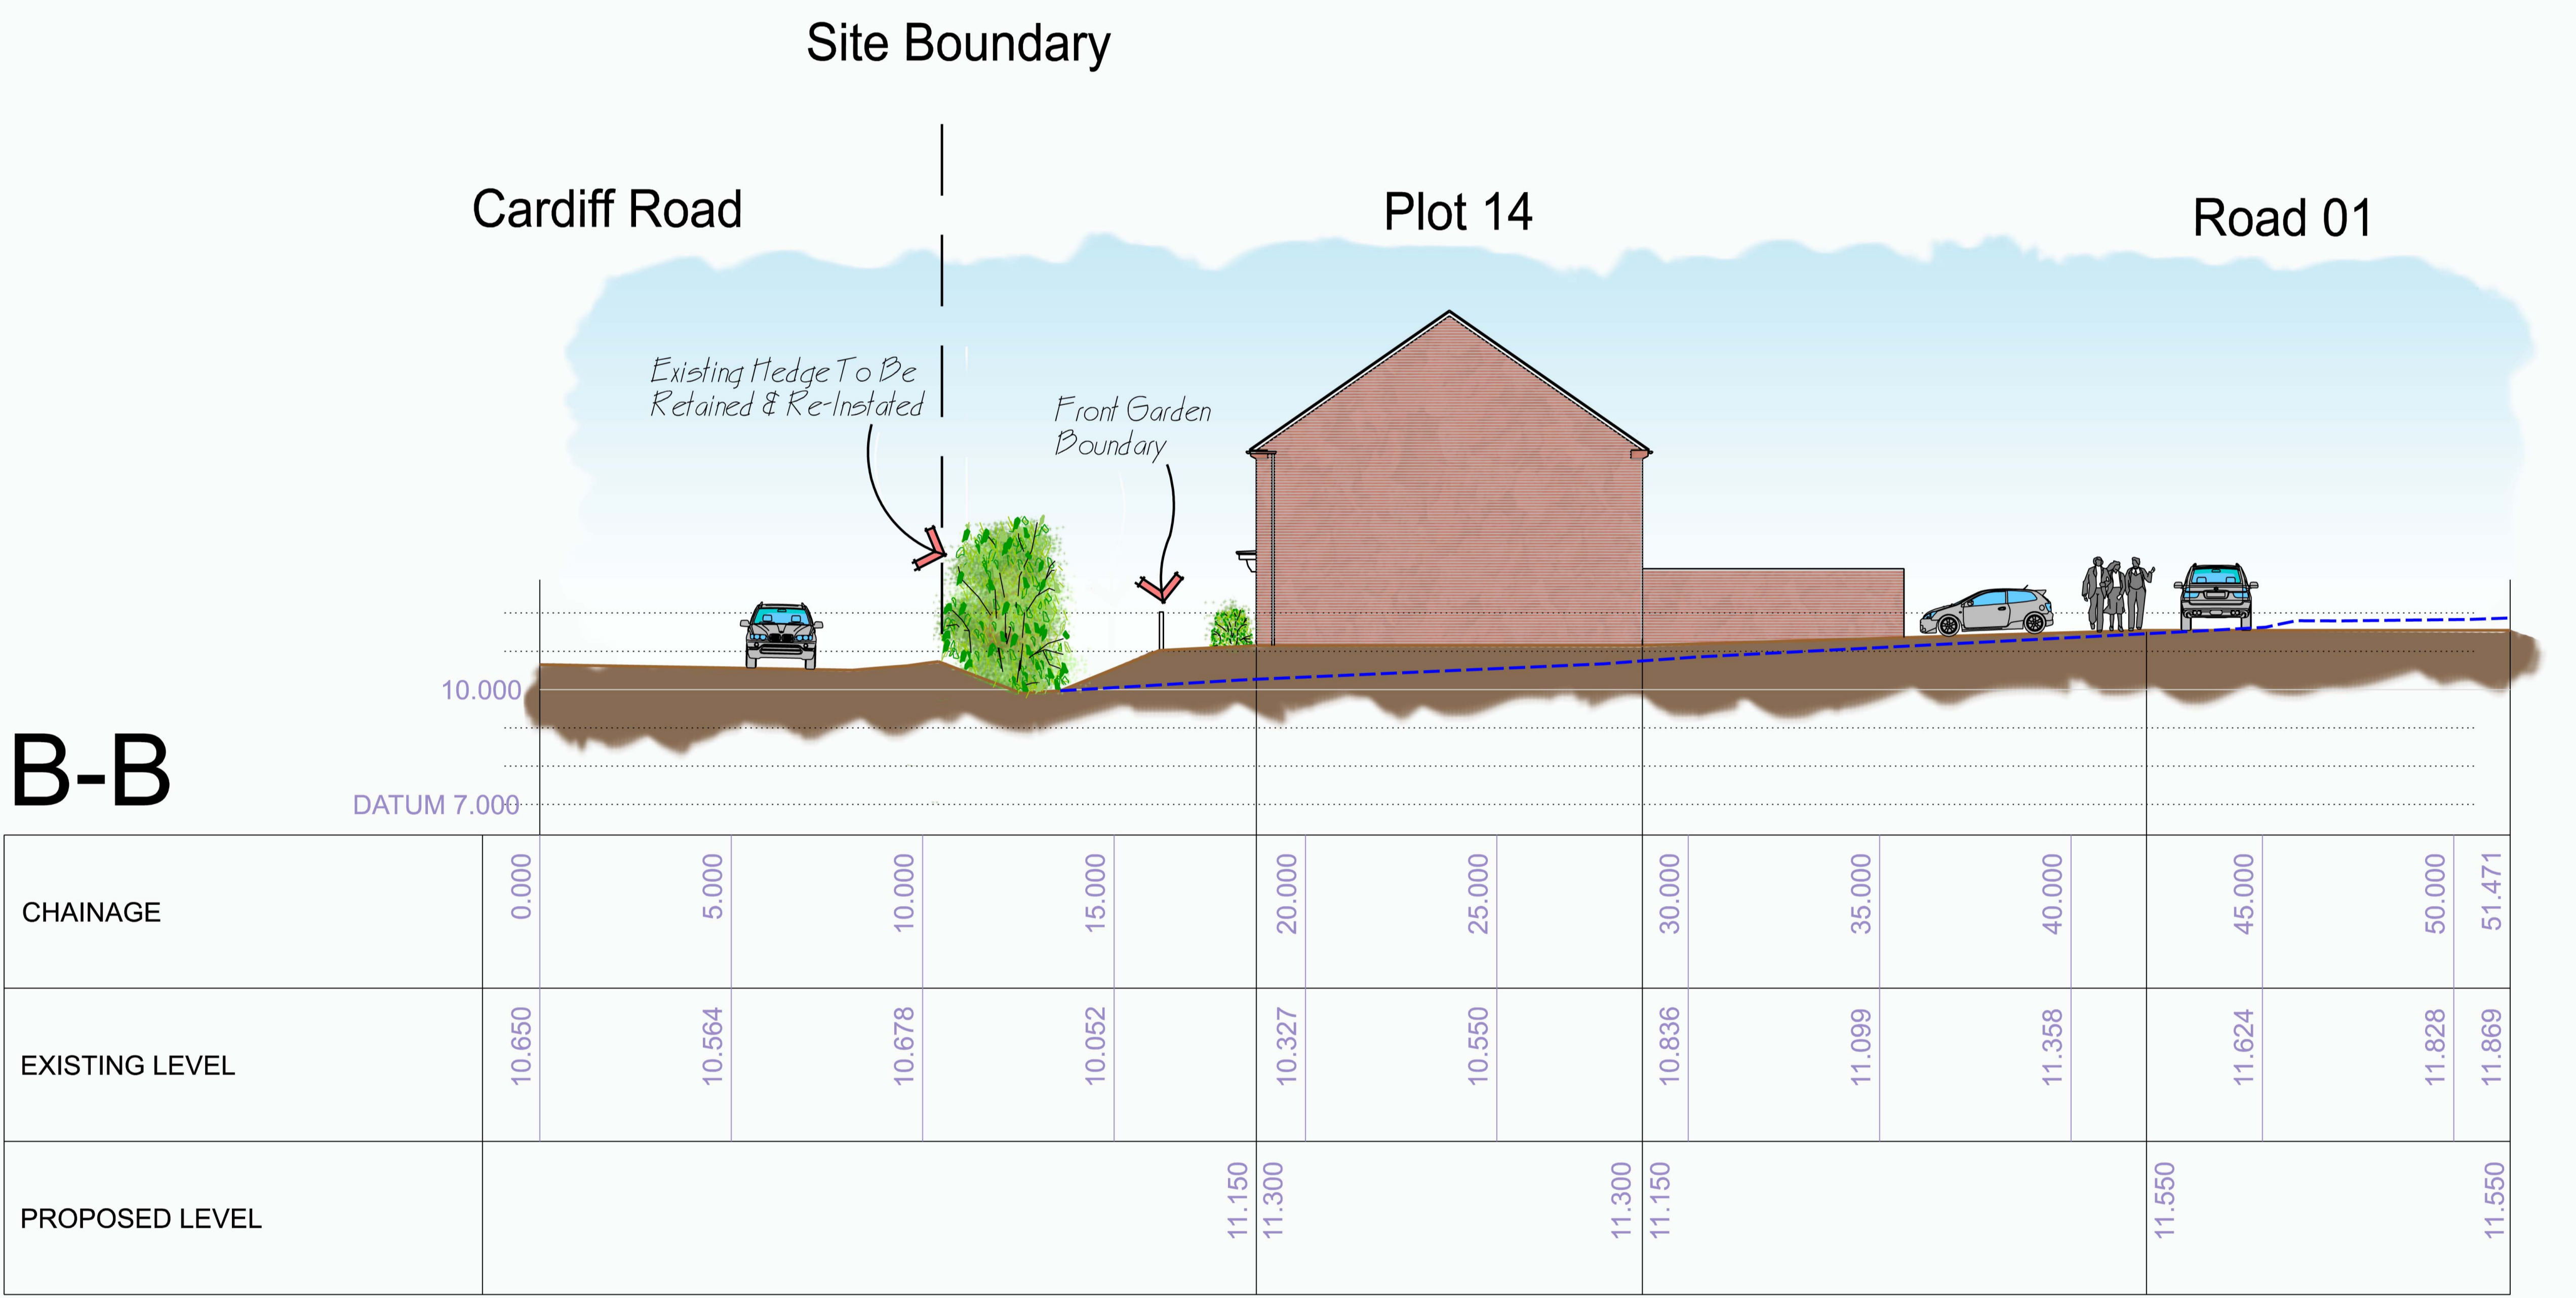 Site Boundary
Cardiff Road
Plot 14
Road 01
Existing Hedge To Be
Retained & Re-Instated
Front Garden
Boundary
10.000
B-B
DATUM 7.000
CHAINAGE 0.000 5.000 10.000 15.000 20.000 25.000 30.000 35.000 40.000 45.000 50.000 51.471
EXISTING LEVEL 10.650 10.564 10.678 10.052 10.327 10.550 10.836 11.099 11.358 11.624 11.828 11.869
PROPOSED LEVEL 11.150 11.300 11.300 11.150 11.550 11.550